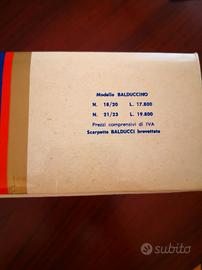 Modello BALDUCCINO
N. 18/20 L. 17.800
N. 21/23 L. 19.800
Prezzi comprensivi di IVA
Scarpette BALDUCCI brevettate
subito